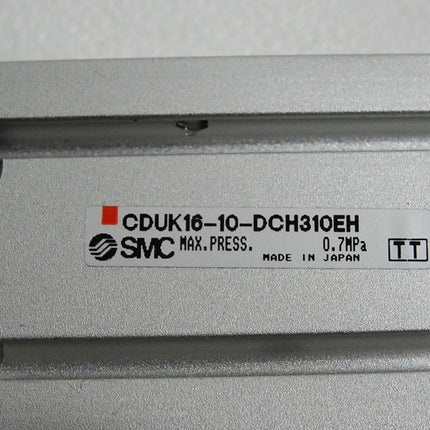 CDUK16-10-DCH310EH
SMC MAX.PRESS. 0.7MPa
MADE IN JAPAN
TT